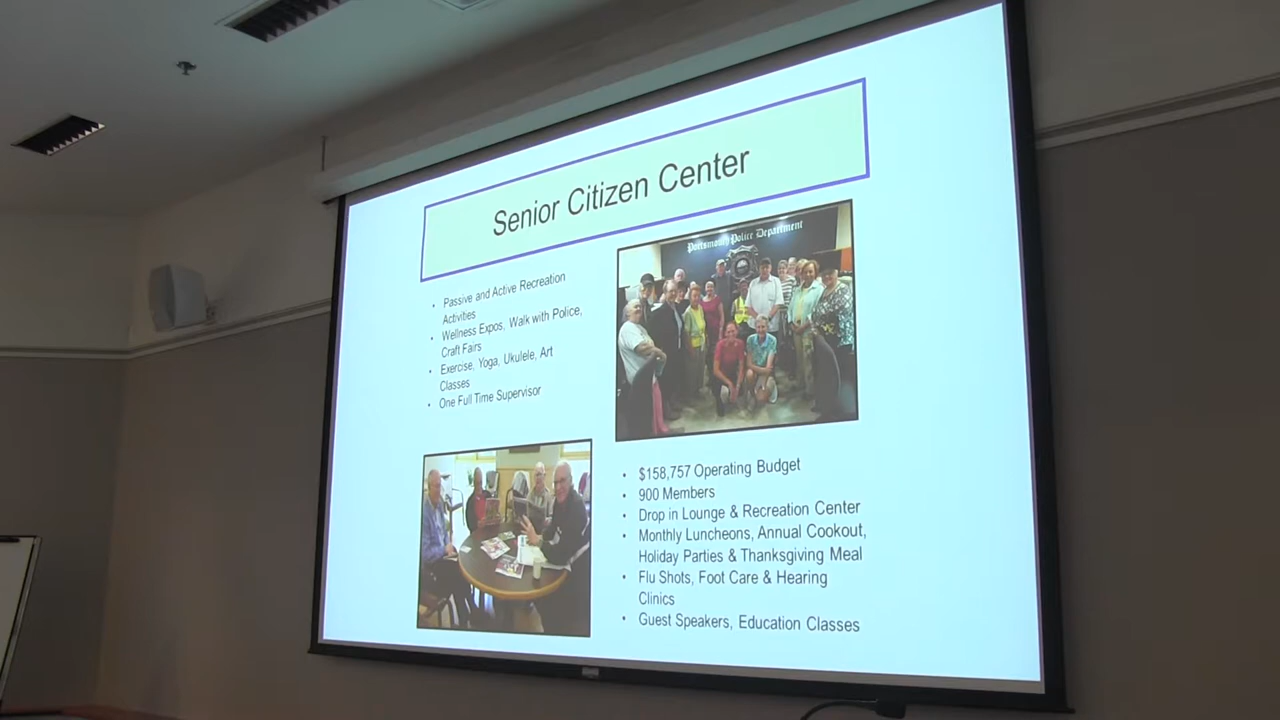 Senior Citizen Center
• Passive and Active Recreation
Activities
• Wellness Expos, Walk with Police,
Craft Fairs
• Exercise, Yoga, Ukulele, Art
Classes
• One Full Time Supervisor
Portsmouth Police Department
• $158,757 Operating Budget
• 900 Members
• Drop in Lounge & Recreation Center
• Monthly Luncheons, Annual Cookout,
Holiday Parties & Thanksgiving Meal
• Flu Shots, Foot Care & Hearing
Clinics
• Guest Speakers, Education Classes